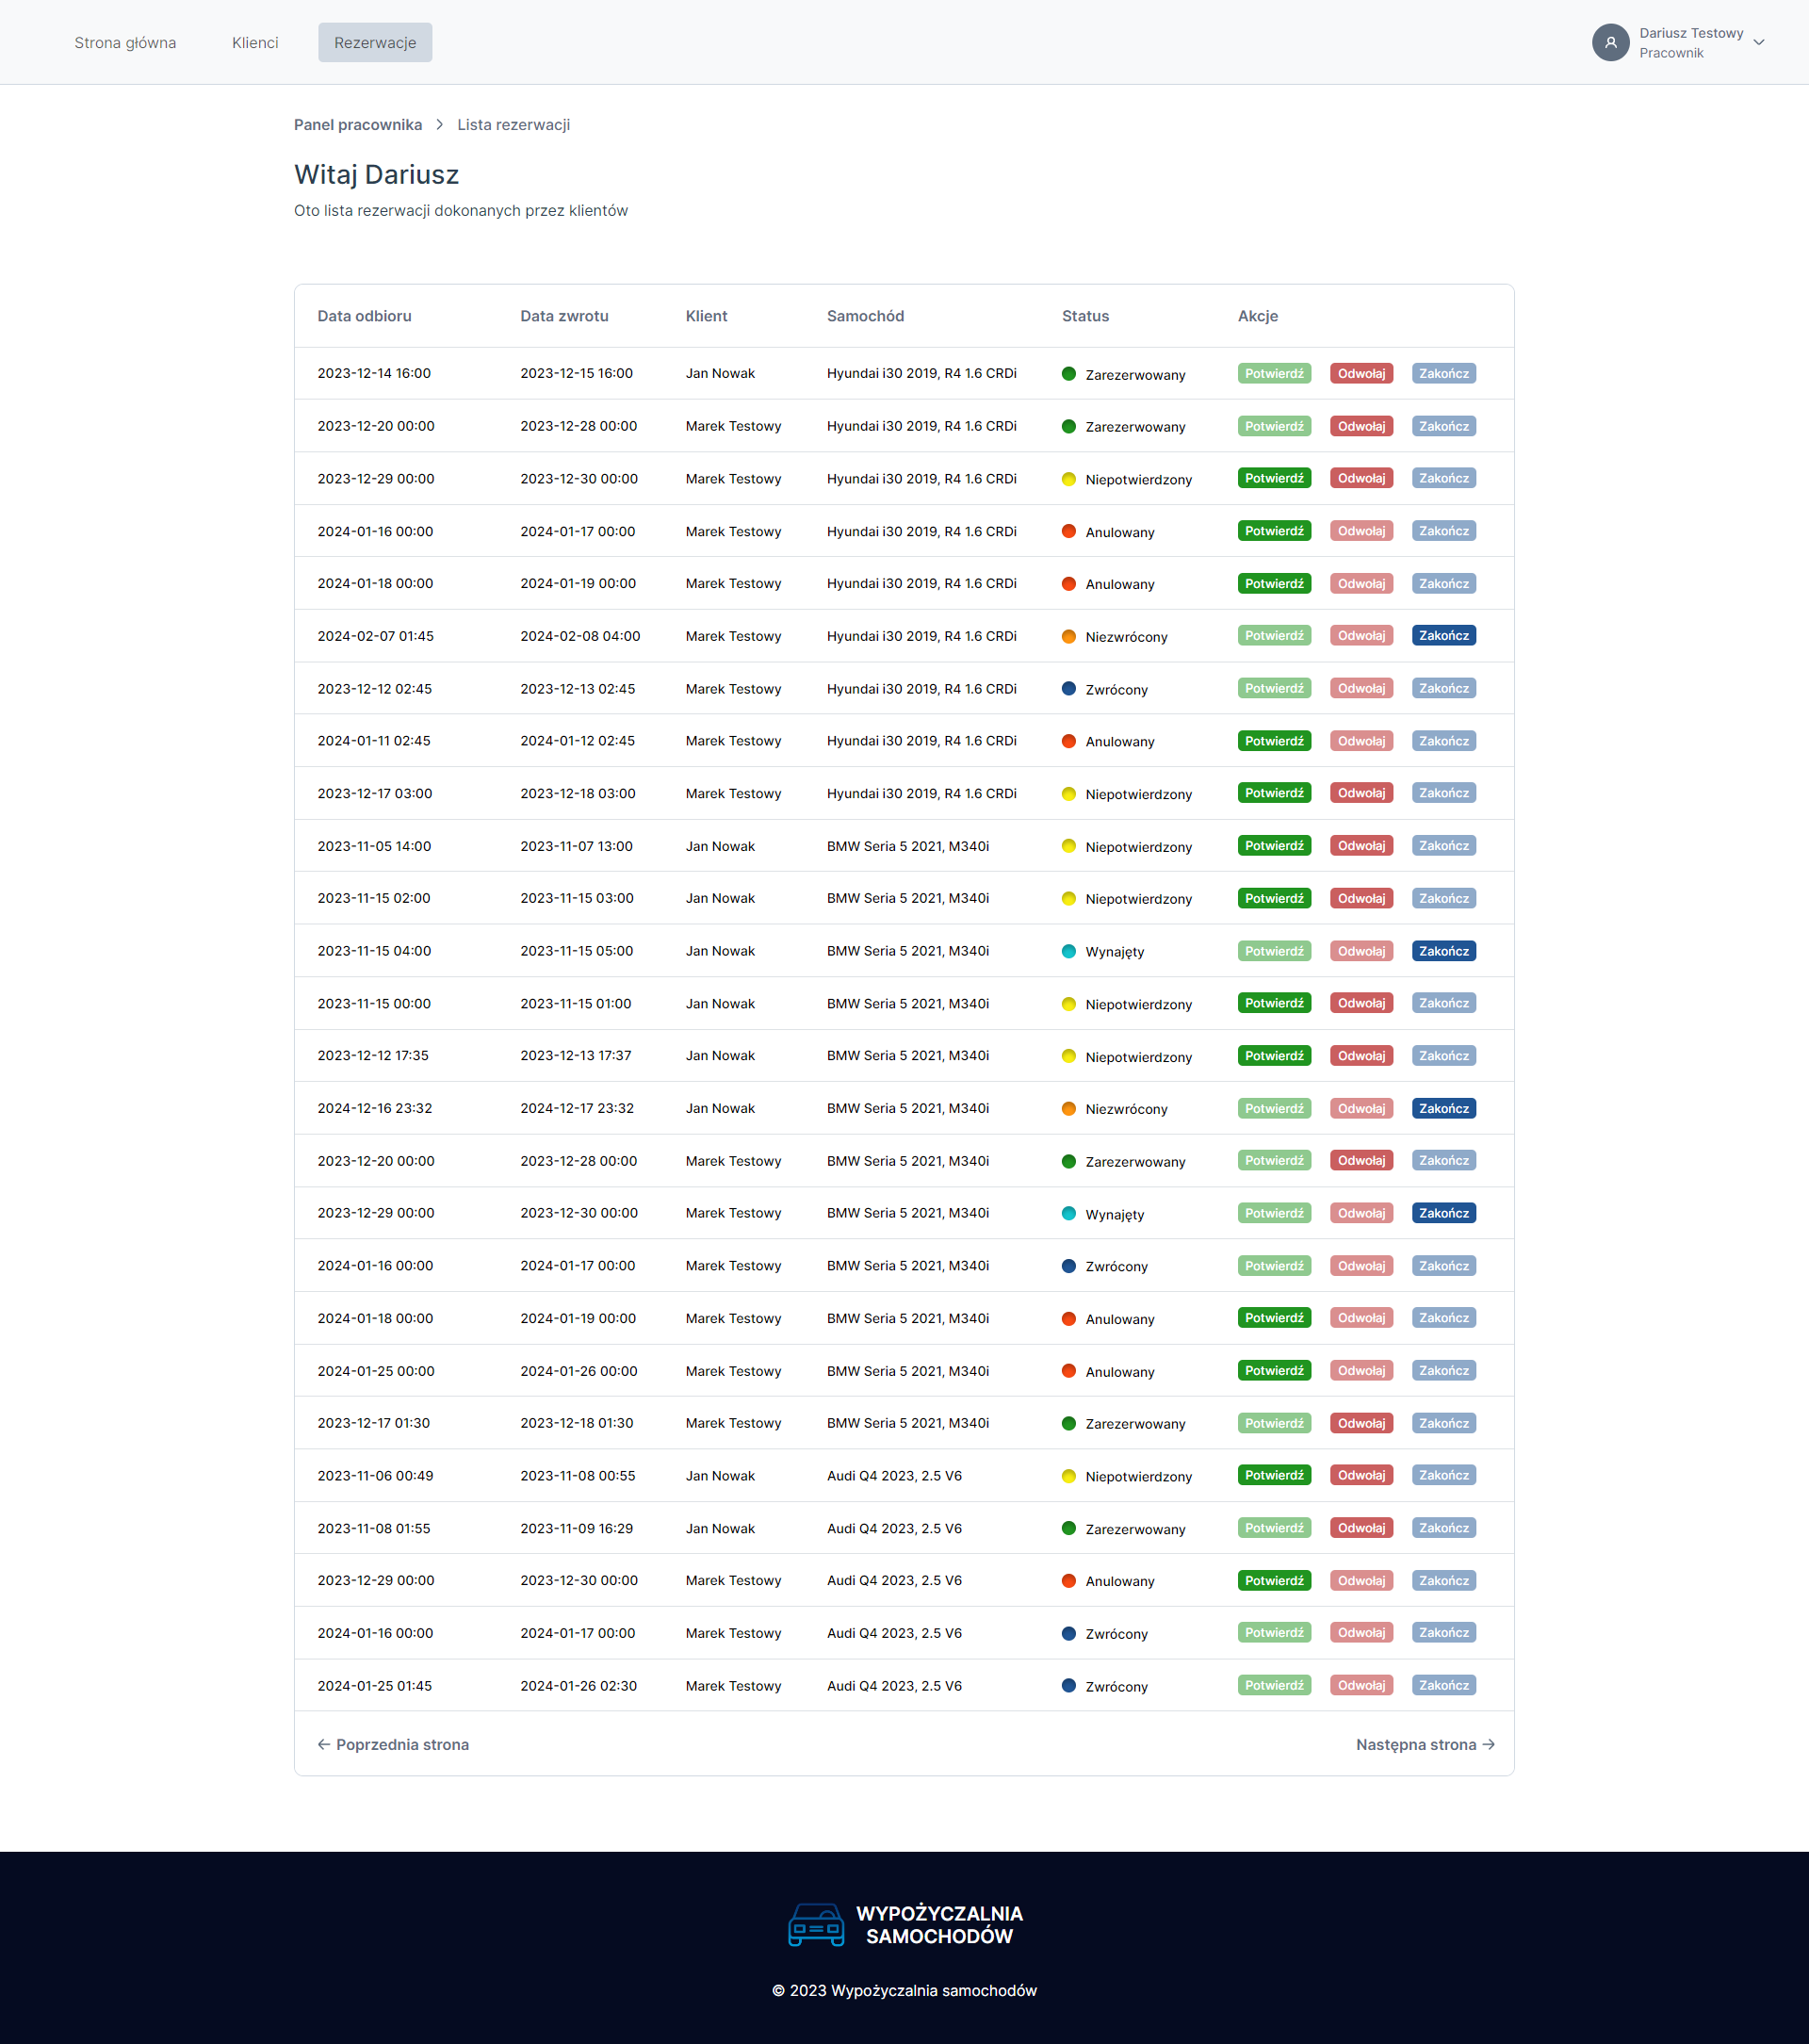 Strona główna Klienci Rezerwacje Dariusz Testowy
Pracownik
Panel pracownika > Lista rezerwacji
Witaj Dariusz
Oto lista rezerwacji dokonanych przez klientów
Data odbioru Data zwrotu Klient Samochód Status Akcje
2023-12-14 16:00 2023-12-15 16:00 Jan Nowak Hyundai i30 2019, R4 1.6 CRDi Zarezerwowany Potwierdź Odwołaj Zakończ
2023-12-20 00:00 2023-12-28 00:00 Marek Testowy Hyundai i30 2019, R4 1.6 CRDi Zarezerwowany Potwierdź Odwołaj Zakończ
2023-12-29 00:00 2023-12-30 00:00 Marek Testowy Hyundai i30 2019, R4 1.6 CRDi Niepotwierdzony Potwierdź Odwołaj Zakończ
2024-01-16 00:00 2024-01-17 00:00 Marek Testowy Hyundai i30 2019, R4 1.6 CRDi Anulowany Potwierdź Odwołaj Zakończ
2024-01-18 00:00 2024-01-19 00:00 Marek Testowy Hyundai i30 2019, R4 1.6 CRDi Anulowany Potwierdź Odwołaj Zakończ
2024-02-07 01:45 2024-02-08 04:00 Marek Testowy Hyundai i30 2019, R4 1.6 CRDi Niezwrócony Potwierdź Odwołaj Zakończ
2023-12-12 02:45 2023-12-13 02:45 Marek Testowy Hyundai i30 2019, R4 1.6 CRDi Zwrócony Potwierdź Odwołaj Zakończ
2024-01-11 02:45 2024-01-12 02:45 Marek Testowy Hyundai i30 2019, R4 1.6 CRDi Anulowany Potwierdź Odwołaj Zakończ
2023-12-17 03:00 2023-12-18 03:00 Marek Testowy Hyundai i30 2019, R4 1.6 CRDi Niepotwierdzony Potwierdź Odwołaj Zakończ
2023-11-05 14:00 2023-11-07 13:00 Jan Nowak BMW Seria 5 2021, M340i Niepotwierdzony Potwierdź Odwołaj Zakończ
2023-11-15 02:00 2023-11-15 03:00 Jan Nowak BMW Seria 5 2021, M340i Niepotwierdzony Potwierdź Odwołaj Zakończ
2023-11-15 04:00 2023-11-15 05:00 Jan Nowak BMW Seria 5 2021, M340i Wynajęty Potwierdź Odwołaj Zakończ
2023-11-15 00:00 2023-11-15 01:00 Jan Nowak BMW Seria 5 2021, M340i Niepotwierdzony Potwierdź Odwołaj Zakończ
2023-12-12 17:35 2023-12-13 17:37 Jan Nowak BMW Seria 5 2021, M340i Niepotwierdzony Potwierdź Odwołaj Zakończ
2024-12-16 23:32 2024-12-17 23:32 Jan Nowak BMW Seria 5 2021, M340i Niezwrócony Potwierdź Odwołaj Zakończ
2023-12-20 00:00 2023-12-28 00:00 Marek Testowy BMW Seria 5 2021, M340i Zarezerwowany Potwierdź Odwołaj Zakończ
2023-12-29 00:00 2023-12-30 00:00 Marek Testowy BMW Seria 5 2021, M340i Wynajęty Potwierdź Odwołaj Zakończ
2024-01-16 00:00 2024-01-17 00:00 Marek Testowy BMW Seria 5 2021, M340i Zwrócony Potwierdź Odwołaj Zakończ
2024-01-18 00:00 2024-01-19 00:00 Marek Testowy BMW Seria 5 2021, M340i Anulowany Potwierdź Odwołaj Zakończ
2024-01-25 00:00 2024-01-26 00:00 Marek Testowy BMW Seria 5 2021, M340i Anulowany Potwierdź Odwołaj Zakończ
2023-12-17 01:30 2023-12-18 01:30 Marek Testowy BMW Seria 5 2021, M340i Zarezerwowany Potwierdź Odwołaj Zakończ
2023-11-06 00:49 2023-11-08 00:55 Jan Nowak Audi Q4 2023, 2.5 V6 Niepotwierdzony Potwierdź Odwołaj Zakończ
2023-11-08 01:55 2023-11-09 16:29 Jan Nowak Audi Q4 2023, 2.5 V6 Zarezerwowany Potwierdź Odwołaj Zakończ
2023-12-29 00:00 2023-12-30 00:00 Marek Testowy Audi Q4 2023, 2.5 V6 Anulowany Potwierdź Odwołaj Zakończ
2024-01-16 00:00 2024-01-17 00:00 Marek Testowy Audi Q4 2023, 2.5 V6 Zwrócony Potwierdź Odwołaj Zakończ
2024-01-25 01:45 2024-01-26 02:30 Marek Testowy Audi Q4 2023, 2.5 V6 Zwrócony Potwierdź Odwołaj Zakończ
← Poprzednia strona Następna strona →
WYPOŻYCZALNIA
SAMOCHODÓW
© 2023 Wypożyczalnia samochodów